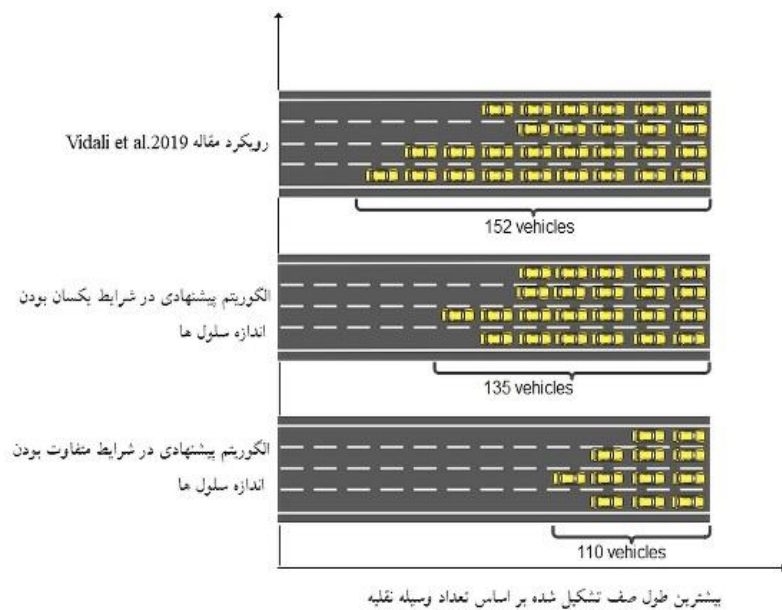 رویکرد مقاله Vidali et al.2019
152 vehicles
الگوریتم پیشنهادی در شرایط یکسان بودن
اندازه سلول ها
135 vehicles
الگوریتم پیشنهادی در شرایط متفاوت بودن
اندازه سلول ها
110 vehicles
بیشترین طول صف تشکیل شده بر اساس تعداد وسیله نقلیه